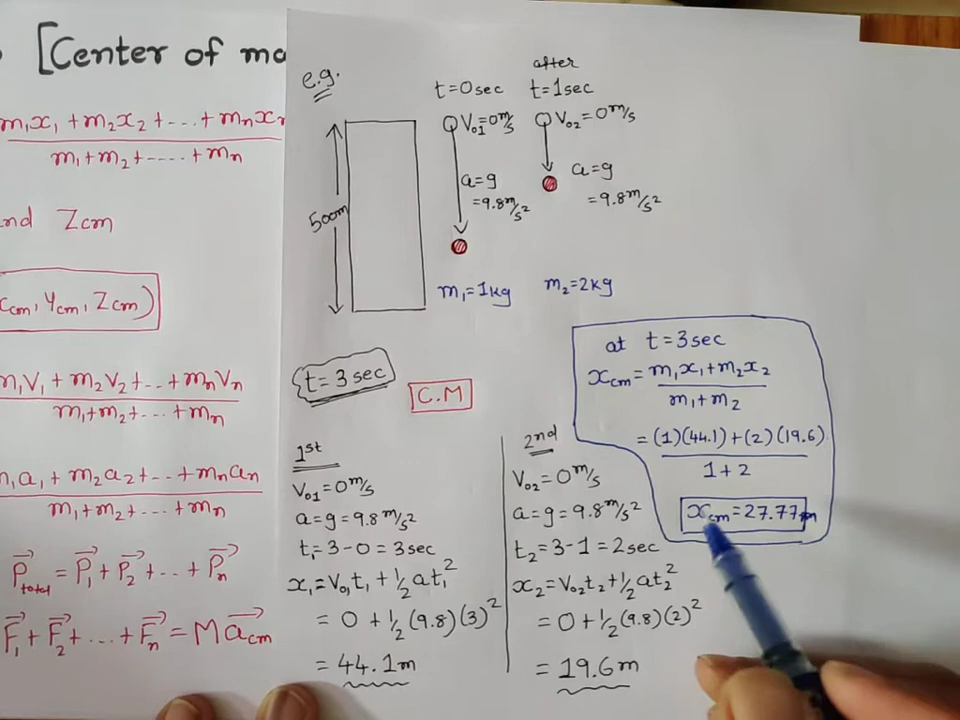 [Center of ma
m₁x₁ + m₂x₂ + ... + mₙxₙ
m₁ + m₂ + .... + mₙ
and Zcm
Xcm, Ycm, Zcm)
m₁V₁ + m₂V₂ + .. + mₙVₙ
m₁ + m₂ + ... + mₙ
m₁a₁ + m₂a₂ + ... + mₙaₙ
m₁ + m₂ + ... + mₙ
P⃗total = P⃗₁ + P⃗₂ + ... + P⃗ₙ
F⃗₁ + F⃗₂ + ... + F⃗ₙ = M a⃗cm
e.g.
t=0sec
after
t=1sec
V₀₁=0m/s
V₀₂=0m/s
a=g
=9.8m/s²
a=g
=9.8m/s²
500m
m₁=1kg
m₂=2kg
t=3sec
C.M
1st
V₀₁=0m/s
a=g=9.8m/s²
t₁=3-0=3sec
x₁=V₀₁t₁+½at₁²
=0+½(9.8)(3)²
=44.1m
2nd
V₀₂=0m/s
a=g=9.8m/s²
t₂=3-1=2sec
x₂=V₀₂t₂+½at₂²
=0+½(9.8)(2)²
=19.6m
at t=3sec
xcm=m₁x₁+m₂x₂
m₁+m₂
=(1)(44.1)+(2)(19.6)
1+2
xcm=27.77m